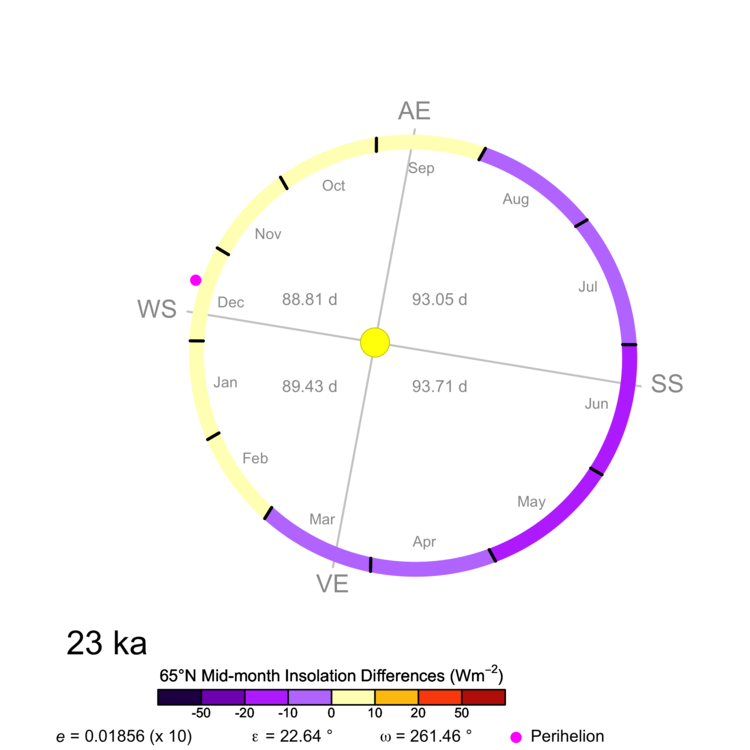 AE
Sep
Oct
Aug
Nov
Jul
88.81 d 93.05 d
Dec
WS
Jan
89.43 d 93.71 d
SS
Jun
Feb
May
Mar
Apr
VE
23 ka
65°N Mid-month Insolation Differences (Wm⁻²)
-50 -20 -10 0 10 20 50
e = 0.01856 (x 10) ε = 22.64 ° ω = 261.46 ° Perihelion